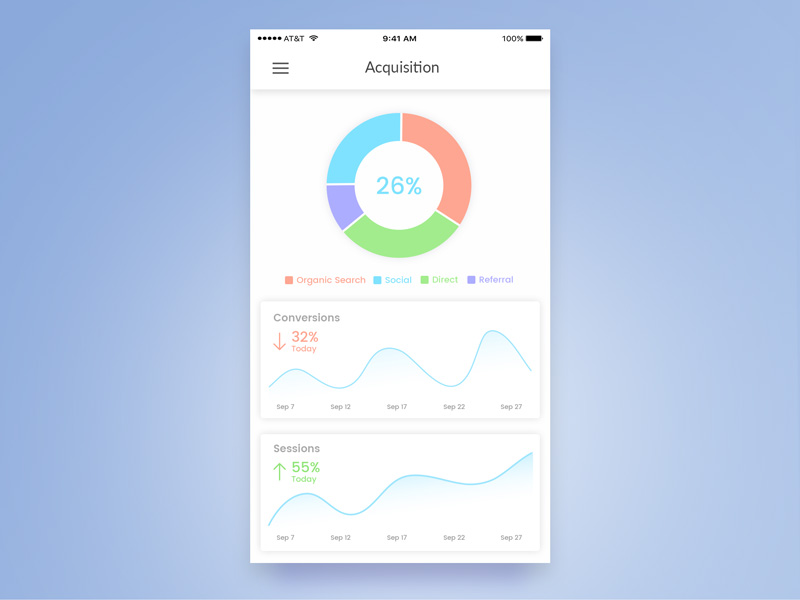 AT&T 9:41 AM 100%
Acquisition
26%
Organic Search Social Direct Referral
Conversions
32%
Today
Sep 7 Sep 12 Sep 17 Sep 22 Sep 27
Sessions
55%
Today
Sep 7 Sep 12 Sep 17 Sep 22 Sep 27